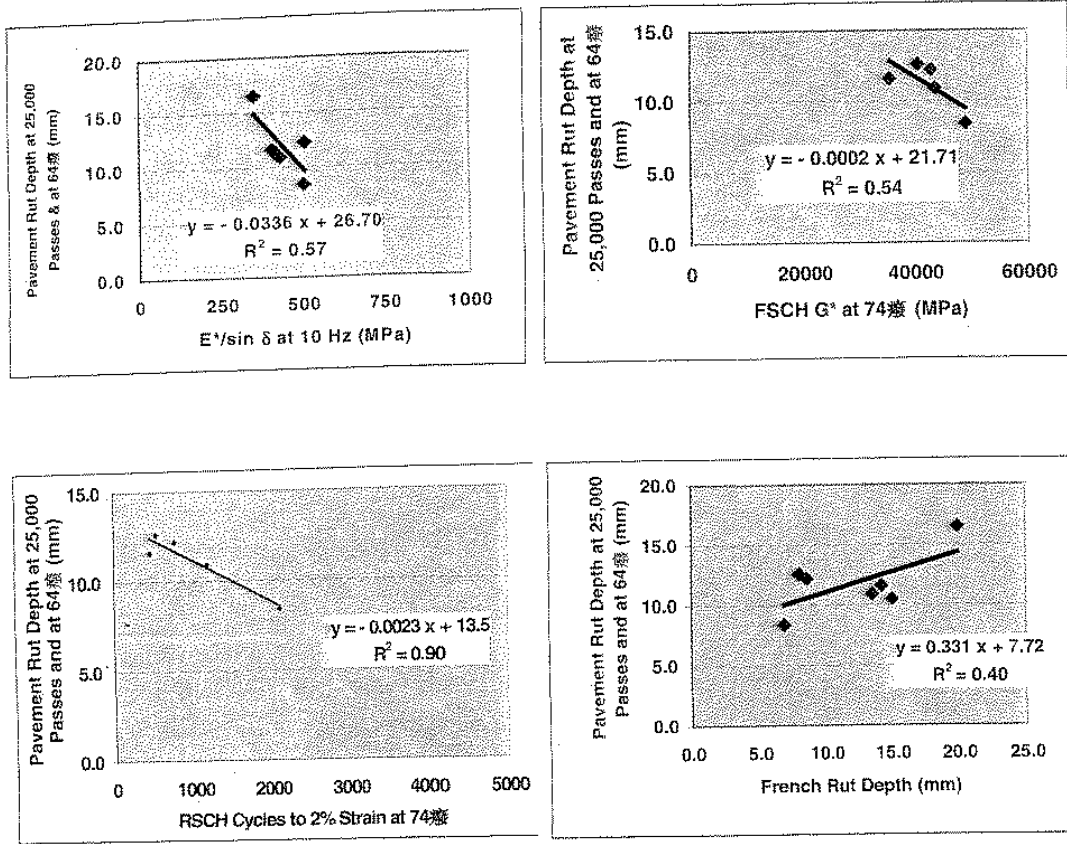 Pavement Rut Depth at 25,000
Passes & at 64癈 (mm)
20.0
15.0
10.0
5.0
0.0
y = - 0.0336 x + 26.70
R² = 0.57
0 250 500 750 1000
E*/sin δ at 10 Hz (MPa)
Pavement Rut Depth at
25,000 Passes and at 64癈
(mm)
15.0
10.0
5.0
0.0
y = - 0.0002 x + 21.71
R² = 0.54
0 20000 40000 60000
FSCH G* at 74癈 (MPa)
Pavement Rut Depth at 25,000
Passes and at 64癈 (mm)
15.0
10.0
5.0
0.0
y = - 0.0023 x + 13.5
R² = 0.90
0 1000 2000 3000 4000 5000
RSCH Cycles to 2% Strain at 74癈
Pavement Rut Depth at 25,000
Passes and at 64癈 (mm)
20.0
15.0
10.0
5.0
0.0
y = 0.331 x + 7.72
R² = 0.40
0.0 5.0 10.0 15.0 20.0 25.0
French Rut Depth (mm)